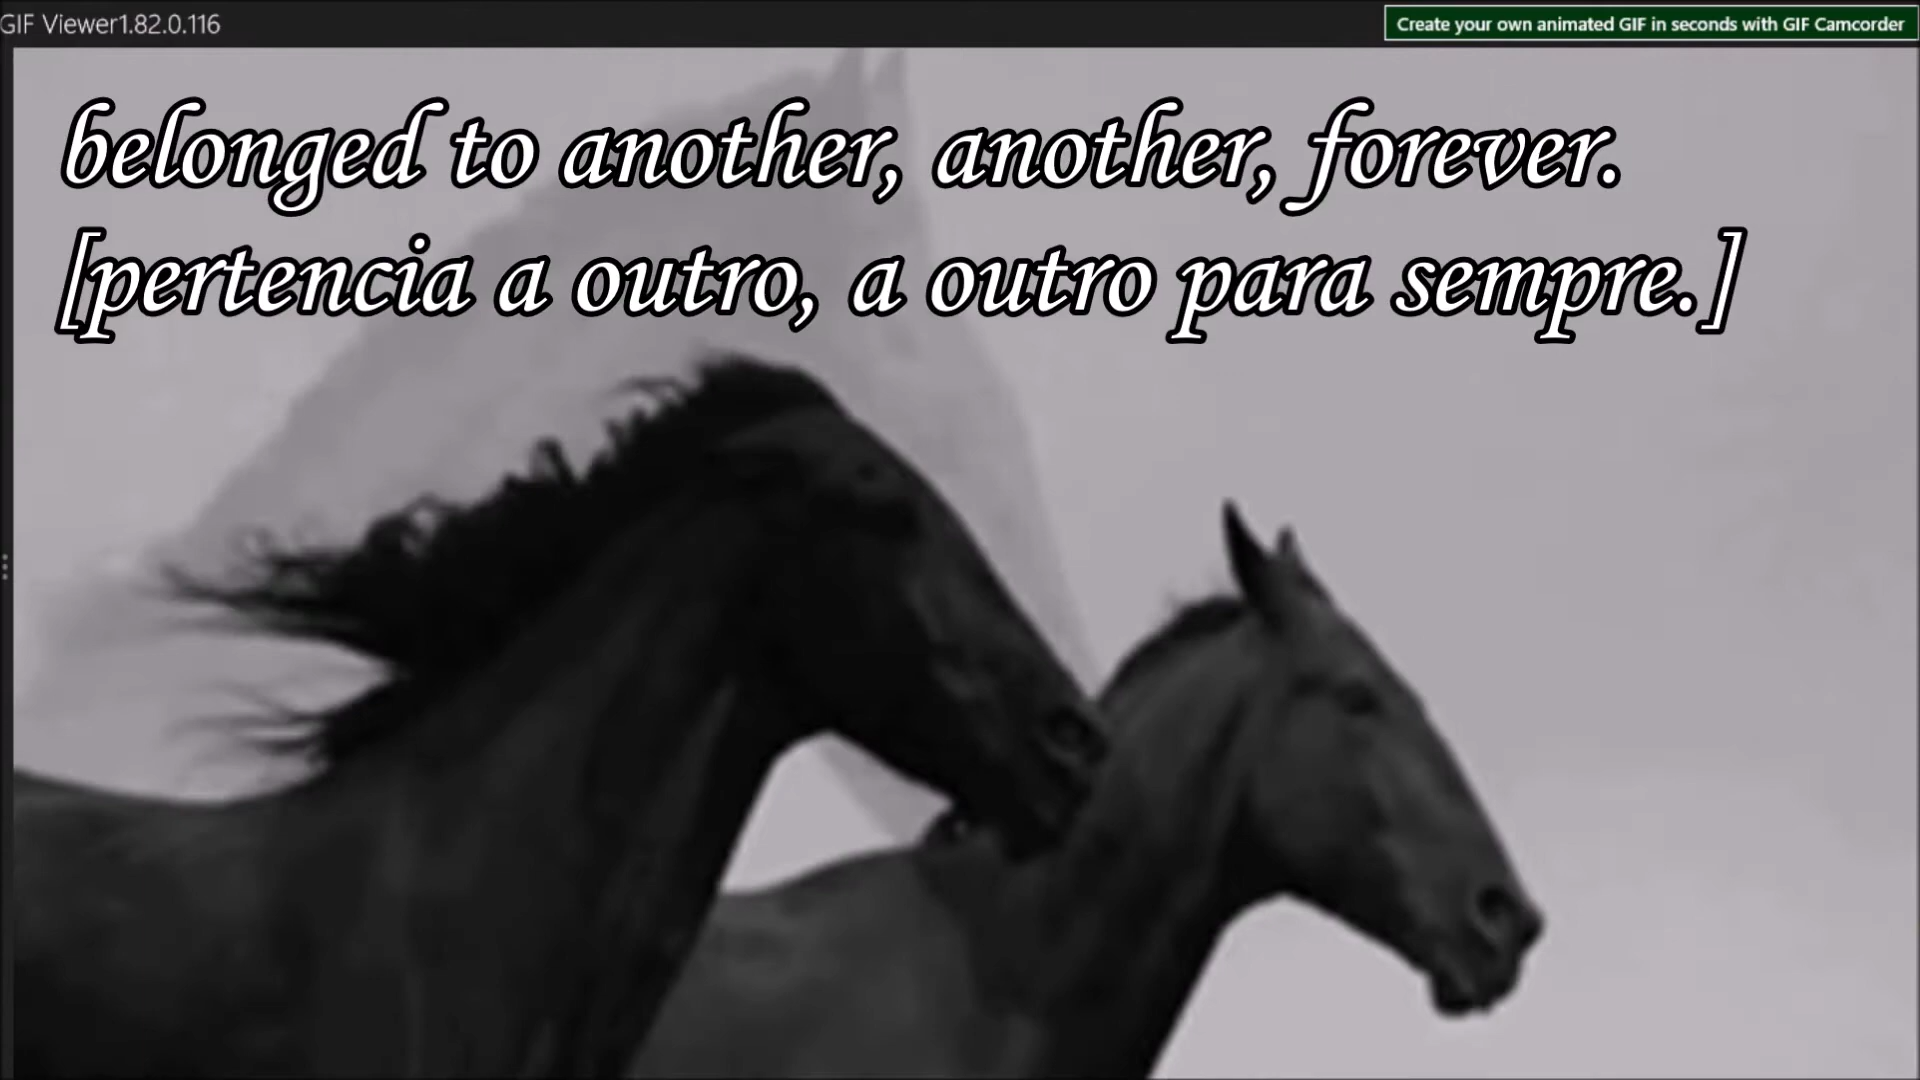 GIF Viewer1.82.0.116
Create your own animated GIF in seconds with GIF Camcorder
belonged to another, another, forever.
[pertencia a outro, a outro para sempre.]